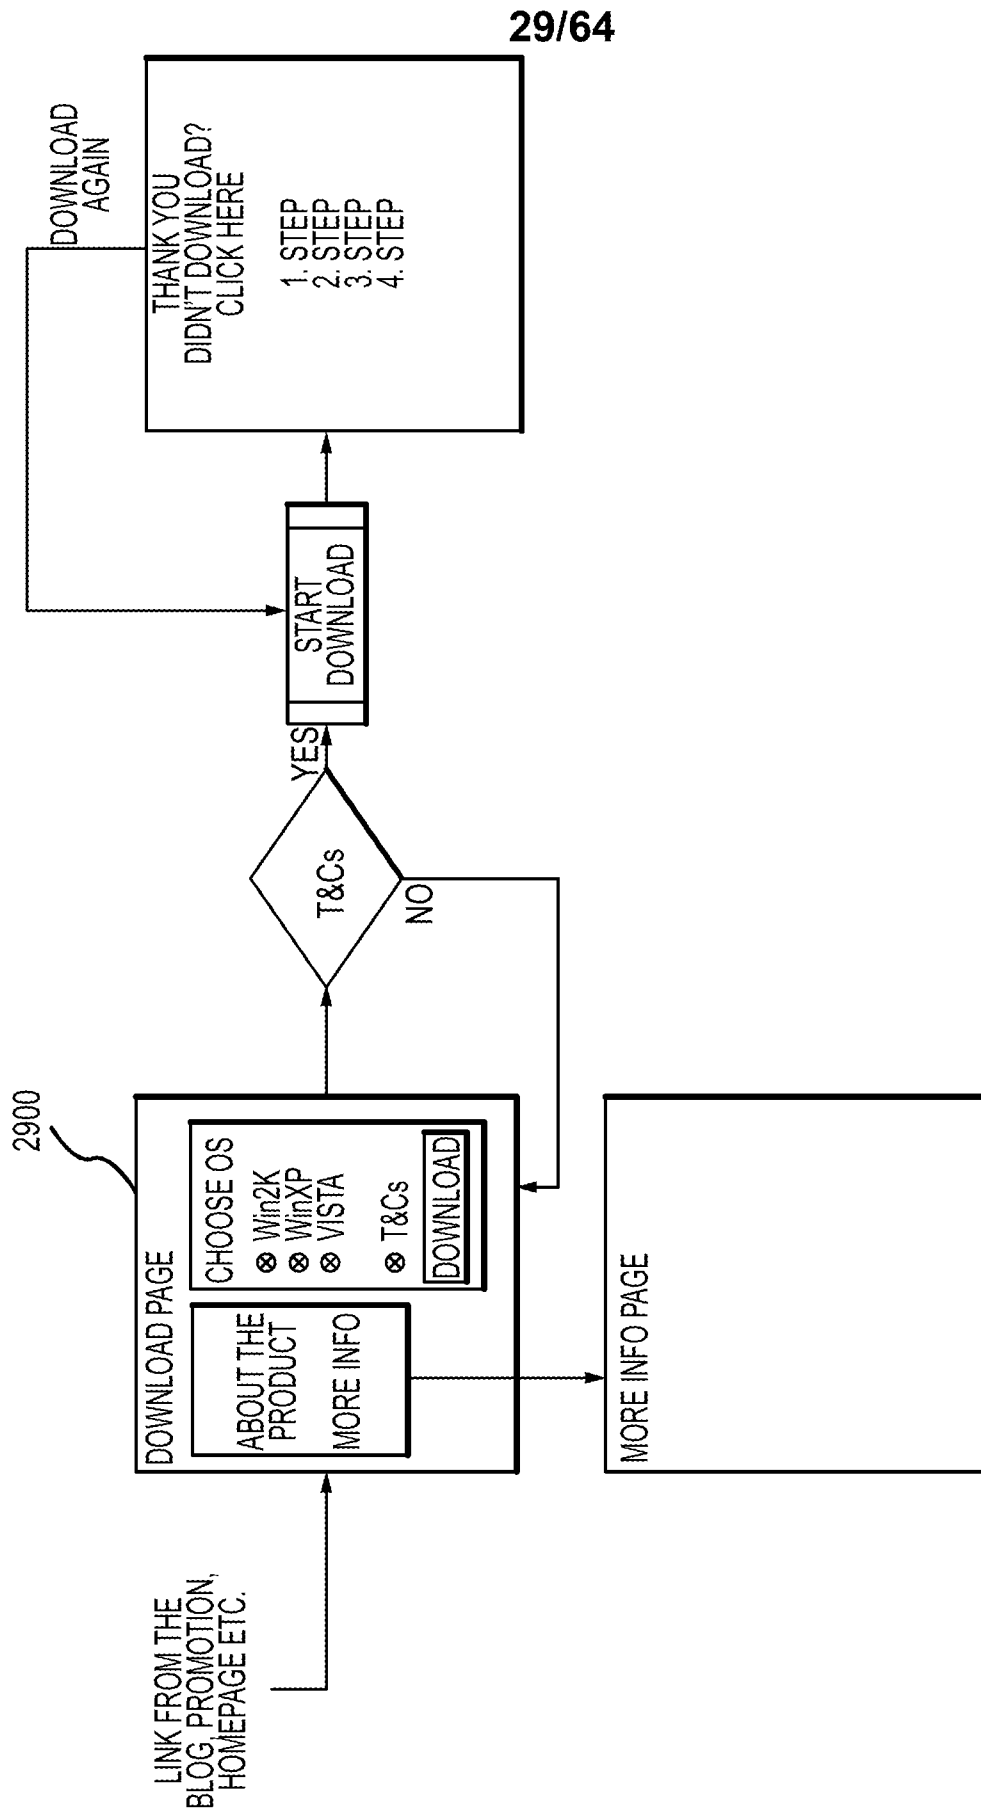 29/64
LINK FROM THE
BLOG, PROMOTION,
HOMEPAGE ETC.
2900
DOWNLOAD PAGE
ABOUT THE
PRODUCT
MORE INFO
CHOOSE OS
Win2K
WinXP
VISTA
T&Cs
DOWNLOAD
MORE INFO PAGE
T&Cs
YES
NO
START
DOWNLOAD
DOWNLOAD
AGAIN
THANK YOU
DIDN'T DOWNLOAD?
CLICK HERE
1. STEP
2. STEP
3. STEP
4. STEP